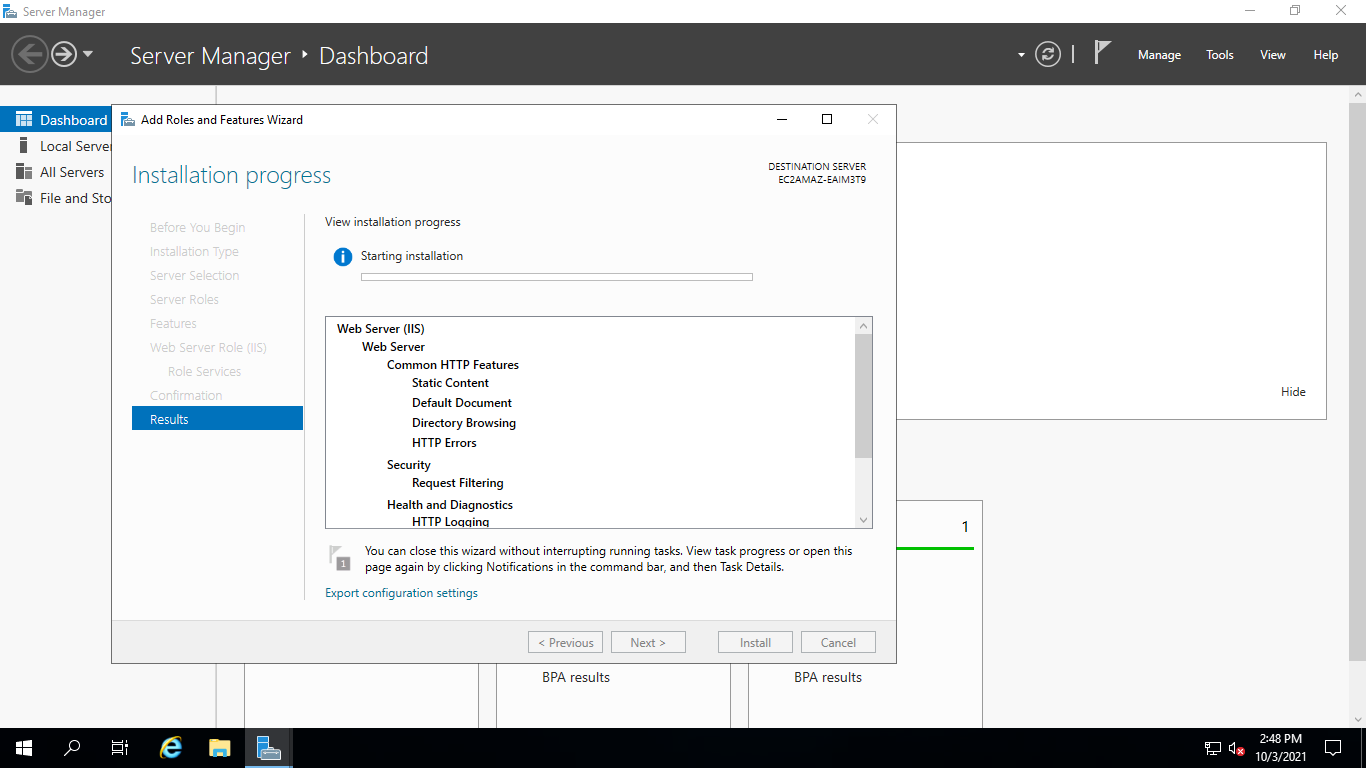 Server Manager
Server Manager • Dashboard
Manage
Tools
View
Help
Dashboard
Local Server
All Servers
File and Sto
Add Roles and Features Wizard
Installation progress
DESTINATION SERVER
EC2AMAZ-EAIM3T9
Before You Begin
Installation Type
Server Selection
Server Roles
Features
Web Server Role (IIS)
Role Services
Confirmation
Results
View installation progress
Starting installation
Web Server (IIS)
Web Server
Common HTTP Features
Static Content
Default Document
Directory Browsing
HTTP Errors
Security
Request Filtering
Health and Diagnostics
HTTP Logging
1
You can close this wizard without interrupting running tasks. View task progress or open this
page again by clicking Notifications in the command bar, and then Task Details.
Export configuration settings
< Previous
Next >
Install
Cancel
Hide
1
BPA results
BPA results
2:48 PM
10/3/2021